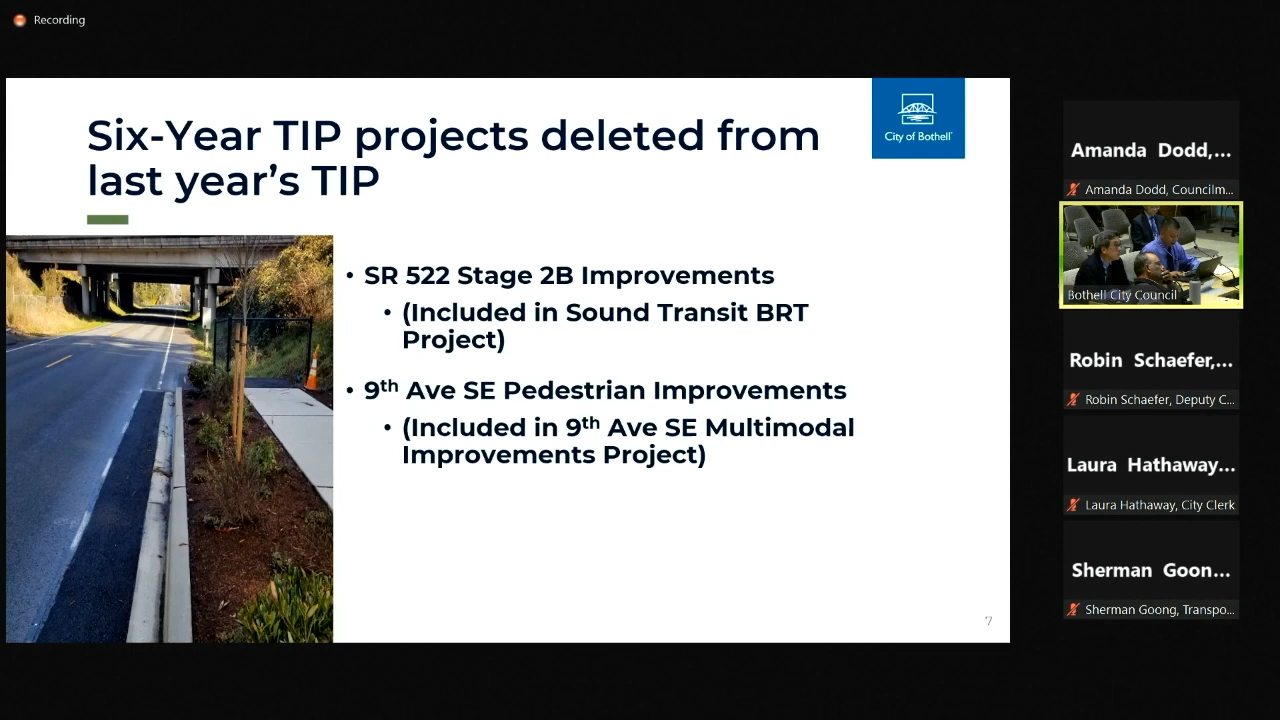 Recording
Six-Year TIP projects deleted from
last year's TIP
City of Bothell
• SR 522 Stage 2B Improvements
• (Included in Sound Transit BRT
Project)
• 9th Ave SE Pedestrian Improvements
• (Included in 9th Ave SE Multimodal
Improvements Project)
7
Amanda Dodd,...
Amanda Dodd, Councilm...
Bothell City Council
Robin Schaefer,...
Robin Schaefer, Deputy C...
Laura Hathaway...
Laura Hathaway, City Clerk
Sherman Goon...
Sherman Goong, Transpo...